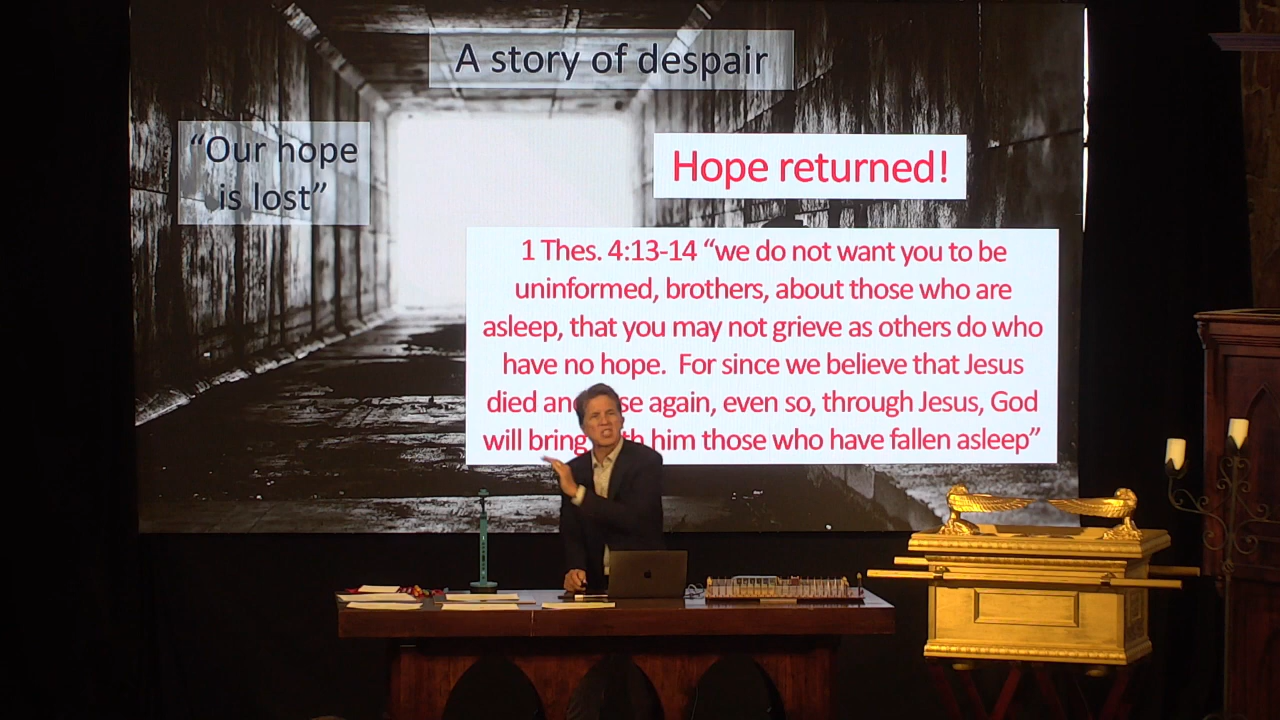 A story of despair
“Our hope
is lost”
Hope returned!
1 Thes. 4:13-14 “we do not want you to be
uninformed, brothers, about those who are
asleep, that you may not grieve as others do who
have no hope. For since we believe that Jesus
died an se again, even so, through Jesus, God
will bring th him those who have fallen asleep”